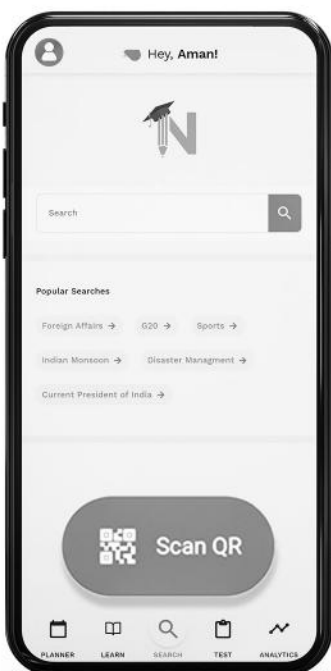 Hey, Aman!
N
Search
Popular Searches
Foreign Affairs → G20 → Sports →
Indian Monsoon → Disaster Managment →
Current President of India →
Scan QR
PLANNER LEARN SEARCH TEST ANALYTICS